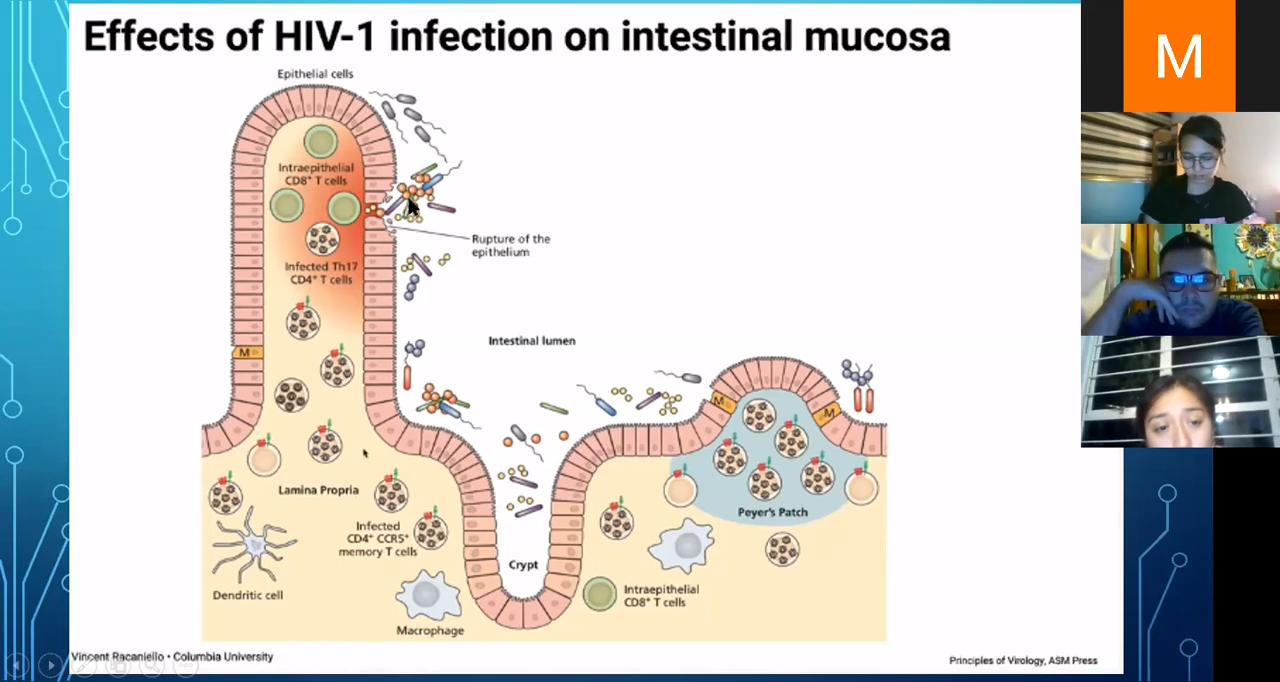 Effects of HIV-1 infection on intestinal mucosa
M
Epithelial cells
Intraepithelial
CD8+ T cells
Rupture of the
epithelium
Infected Th17
CD4+ T cells
Intestinal lumen
M
M
M
Lamina Propria
Peyer's Patch
Infected
CD4+ CCR5+
memory T cells
Crypt
Dendritic cell
Intraepithelial
CD8+ T cells
Macrophage
Vincent Racaniello • Columbia University
Principles of Virology, ASM Press